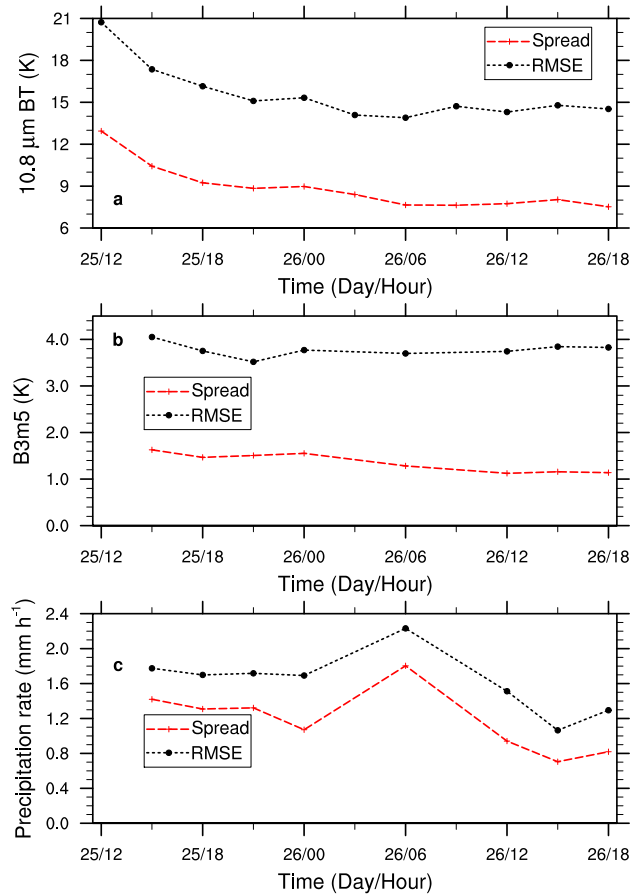 21
18
15
12
9
6
10.8 µm BT (K)
Spread
RMSE
a
25/12 25/18 26/00 26/06 26/12 26/18
Time (Day/Hour)
4.0
3.0
2.0
1.0
0.0
B3m5 (K)
b
Spread
RMSE
25/12 25/18 26/00 26/06 26/12 26/18
Time (Day/Hour)
2.4
2.0
1.6
1.2
0.8
0.4
0.0
Precipitation rate (mm h⁻¹)
c
Spread
RMSE
25/12 25/18 26/00 26/06 26/12 26/18
Time (Day/Hour)